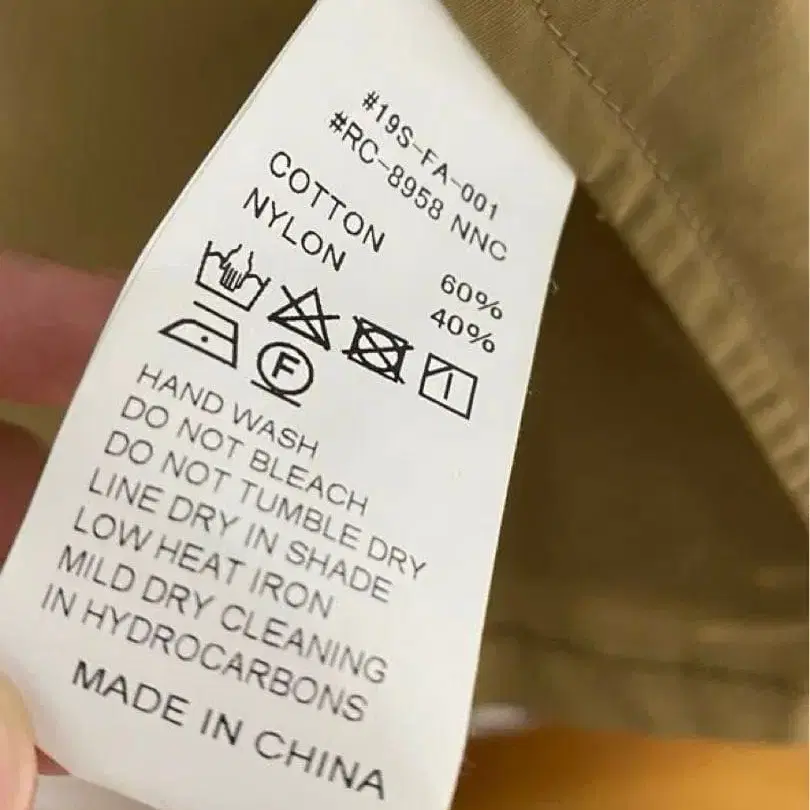 #19S-FA-001
#RC-8958 NNC
COTTON 60%
NYLON 40%
F
HAND WASH
DO NOT BLEACH
DO NOT TUMBLE DRY
LINE DRY IN SHADE
LOW HEAT IRON
MILD DRY CLEANING
IN HYDROCARBONS
MADE IN CHINA